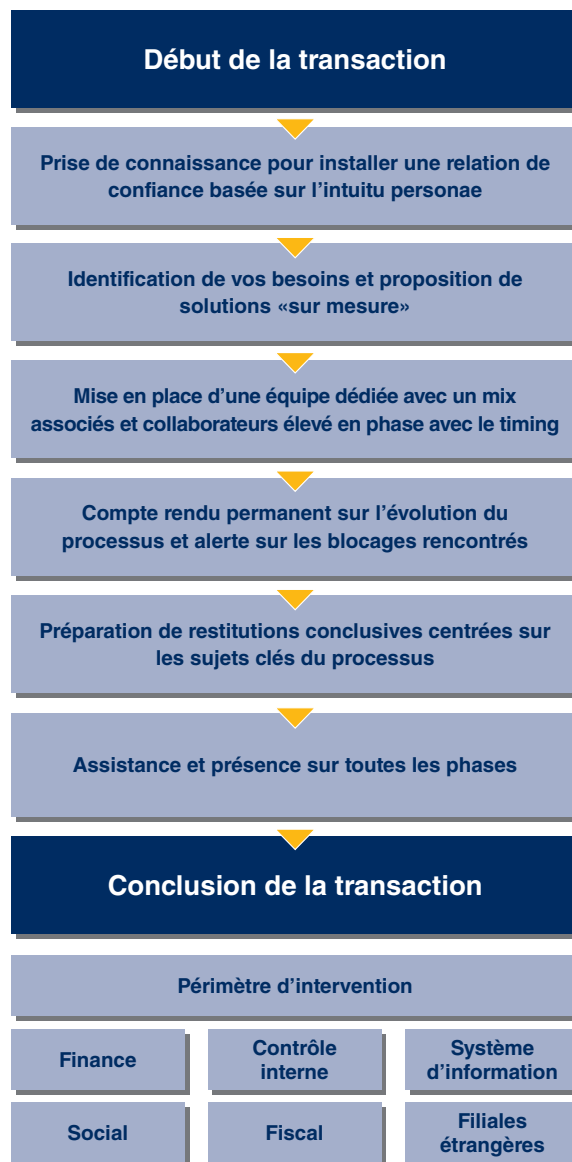 Début de la transaction
Prise de connaissance pour installer une relation de
confiance basée sur l’intuitu personae
Identification de vos besoins et proposition de
solutions «sur mesure»
Mise en place d’une équipe dédiée avec un mix
associés et collaborateurs élevé en phase avec le timing
Compte rendu permanent sur l’évolution du
processus et alerte sur les blocages rencontrés
Préparation de restitutions conclusives centrées sur
les sujets clés du processus
Assistance et présence sur toutes les phases
Conclusion de la transaction
Périmètre d’intervention
Finance
Contrôle
interne
Système
d’information
Social
Fiscal
Filiales
étrangères